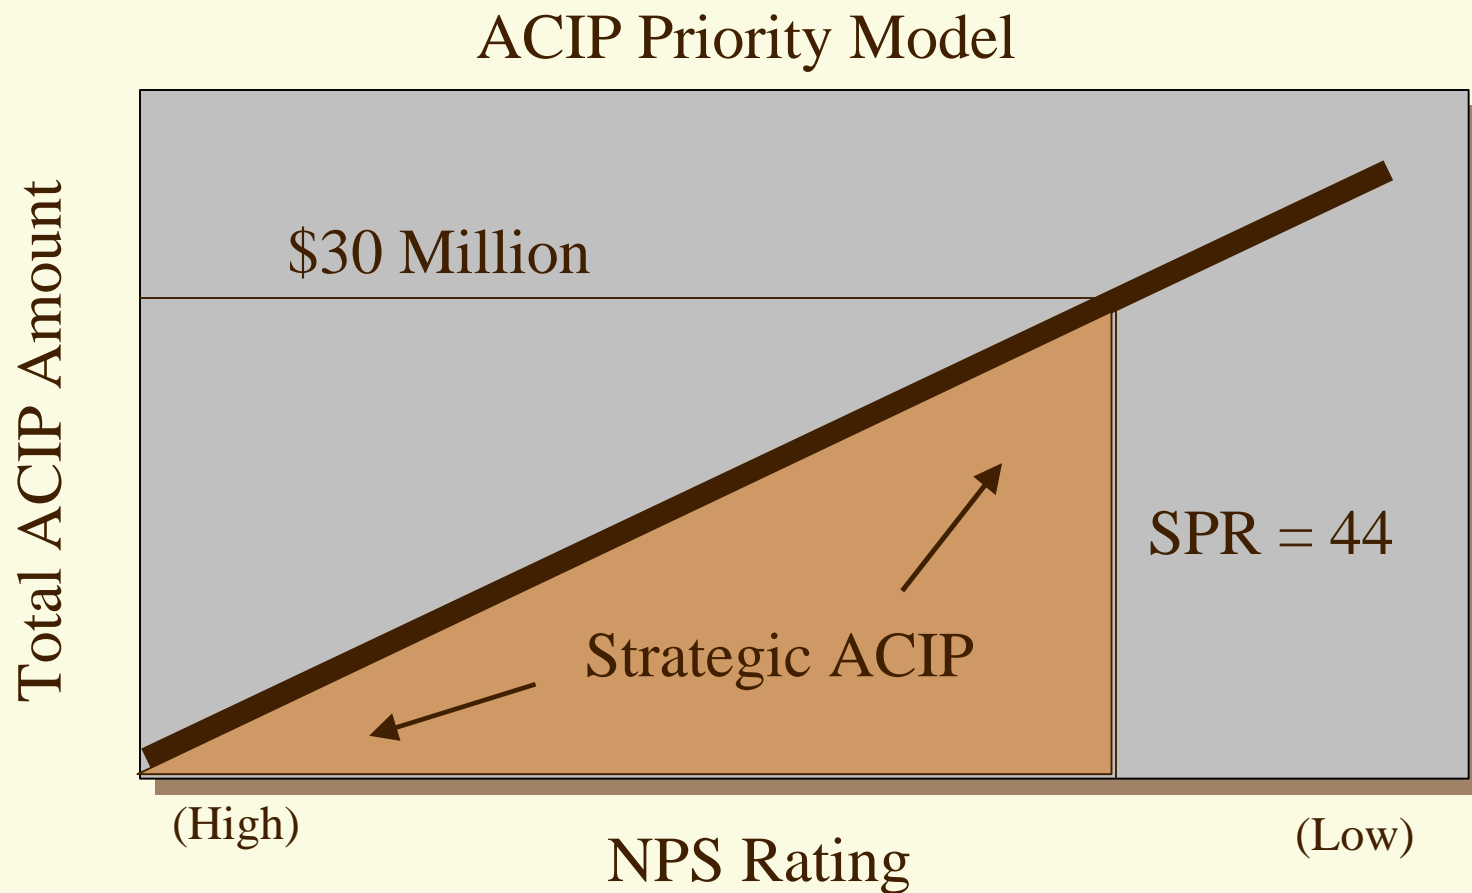 ACIP Priority Model
Total ACIP Amount
$30 Million
SPR = 44
Strategic ACIP
(High)
(Low)
NPS Rating